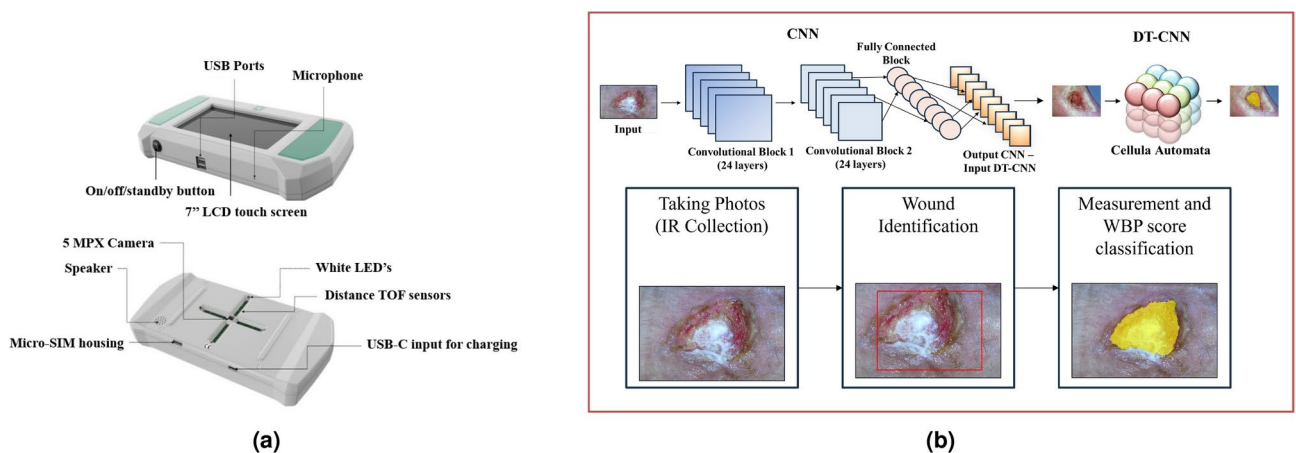 USB Ports
Microphone
On/off/standby button
7’’ LCD touch screen
5 MPX Camera
Speaker
White LED’s
Distance TOF sensors
Micro-SIM housing
USB-C input for charging
(a)
CNN
DT-CNN
Fully Connected
Block
Input
Convolutional Block 1
(24 layers)
Convolutional Block 2
(24 layers)
Output CNN –
Input DT-CNN
Cellula Automata
Taking Photos
(IR Collection)
Wound
Identification
Measurement and
WBP score
classification
(b)